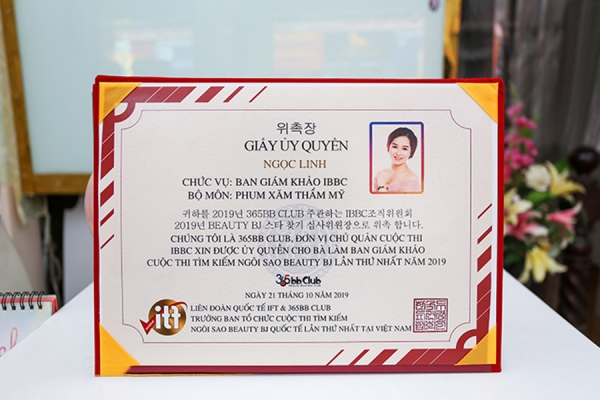 위촉장
GIẤY ỦY QUYỀN
NGỌC LINH
CHỨC VỤ: BAN GIÁM KHẢO IBBC
BỘ MÔN: PHUM XĂM THẨM MỸ
귀하를 2019년 365BB CLUB 주관하는 IBBC조직위원회
2019년 BEAUTY BJ 스타 찾기 심사위원장으로 위촉 합니다.
CHÚNG TÔI LÀ 365BB CLUB, ĐƠN VỊ CHỦ QUẢN CUỘC THI
IBBC XIN ĐƯỢC ỦY QUYỀN CHO BÀ LÀM BAN GIÁM KHẢO
CUỘC THI TÌM KIẾM NGÔI SAO BEAUTY BJ LẦN THỨ NHẤT NĂM 2019
365bb Club
NGÀY 21 THÁNG 10 NĂM 2019
itf
LIÊN ĐOÀN QUỐC TẾ IFT & 365BB CLUB
TRƯỞNG BAN TỔ CHỨC CUỘC THI TÌM KIẾM
NGÔI SAO BEAUTY BJ QUỐC TẾ LẦN THỨ NHẤT TẠI VIỆT NAM